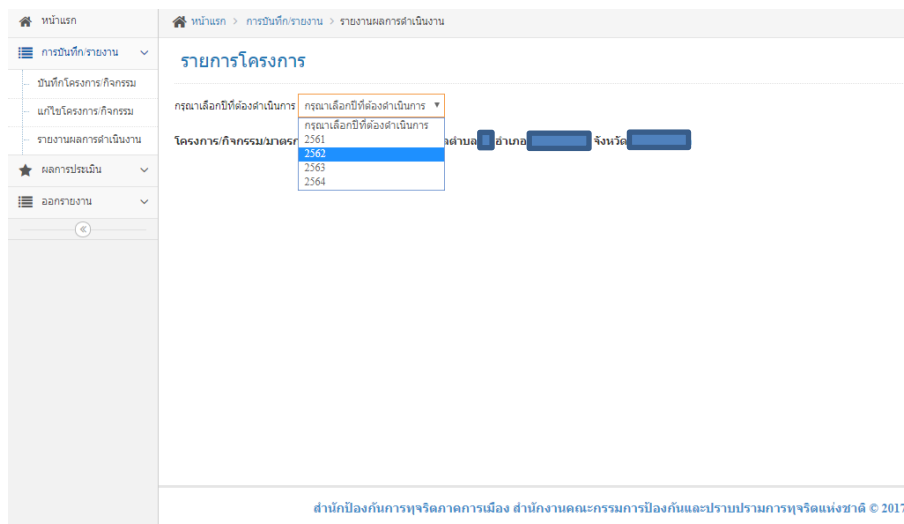 หน้าแรก
การบันทึก/รายงาน
บันทึกโครงการ/กิจกรรม
แก้ไขโครงการ/กิจกรรม
รายงานผลการดำเนินงาน
ผลการประเมิน
ออกรายงาน
หน้าแรก > การบันทึก/รายงาน > รายงานผลการดำเนินงาน
รายการโครงการ
กรุณาเลือกปีที่ต้องดำเนินการ กรุณาเลือกปีที่ต้องดำเนินการ
กรุณาเลือกปีที่ต้องดำเนินการ
2561
2562
2563
2564
โครงการ/กิจกรรม/มาตร ตำบล อำเภอ จังหวัด
สำนักป้องกันการทุจริตภาคการเมือง สำนักงานคณะกรรมการป้องกันและปราบปรามการทุจริตแห่งชาติ © 2017